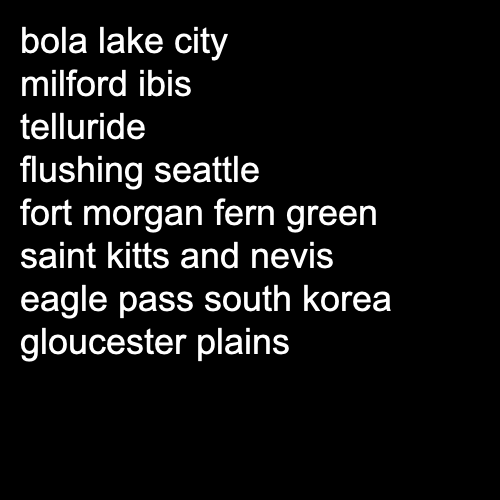 bola lake city
milford ibis
telluride
flushing seattle
fort morgan fern green
saint kitts and nevis
eagle pass south korea
gloucester plains